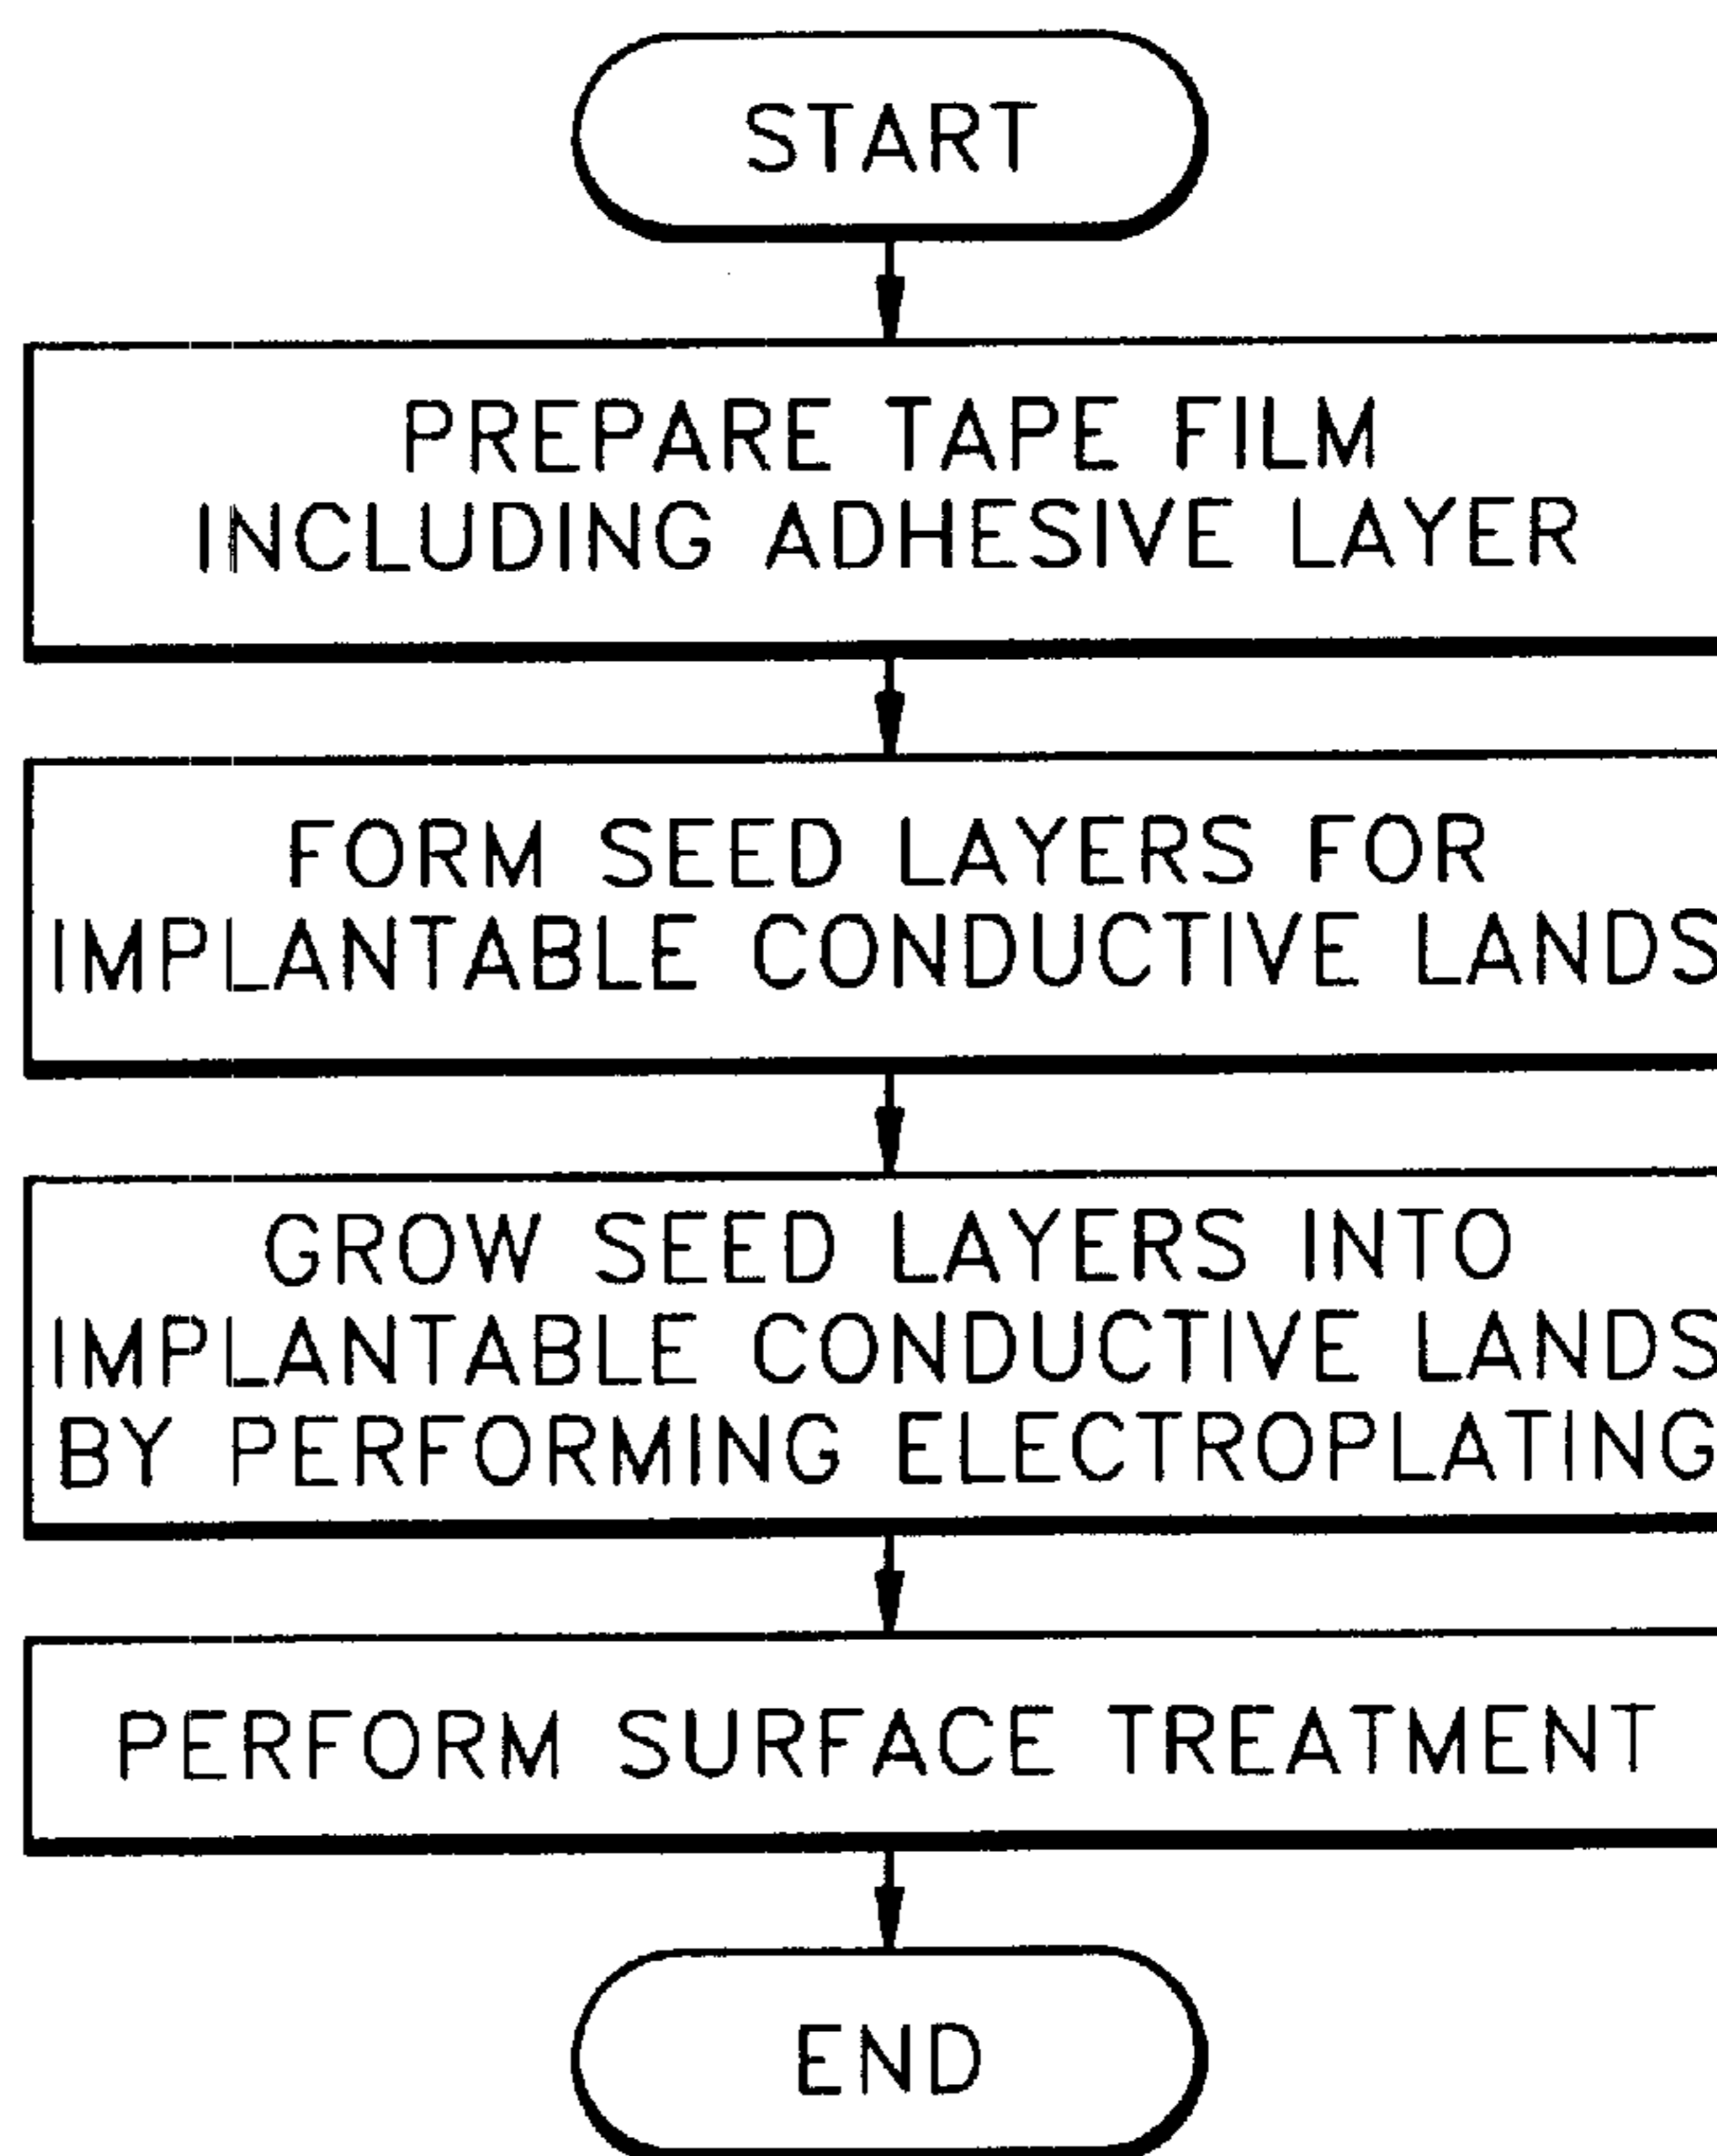 START
PREPARE TAPE FILM
INCLUDING ADHESIVE LAYER
FORM SEED LAYERS FOR
IMPLANTABLE CONDUCTIVE LANDS
GROW SEED LAYERS INTO
IMPLANTABLE CONDUCTIVE LANDS
BY PERFORMING ELECTROPLATING
PERFORM SURFACE TREATMENT
END